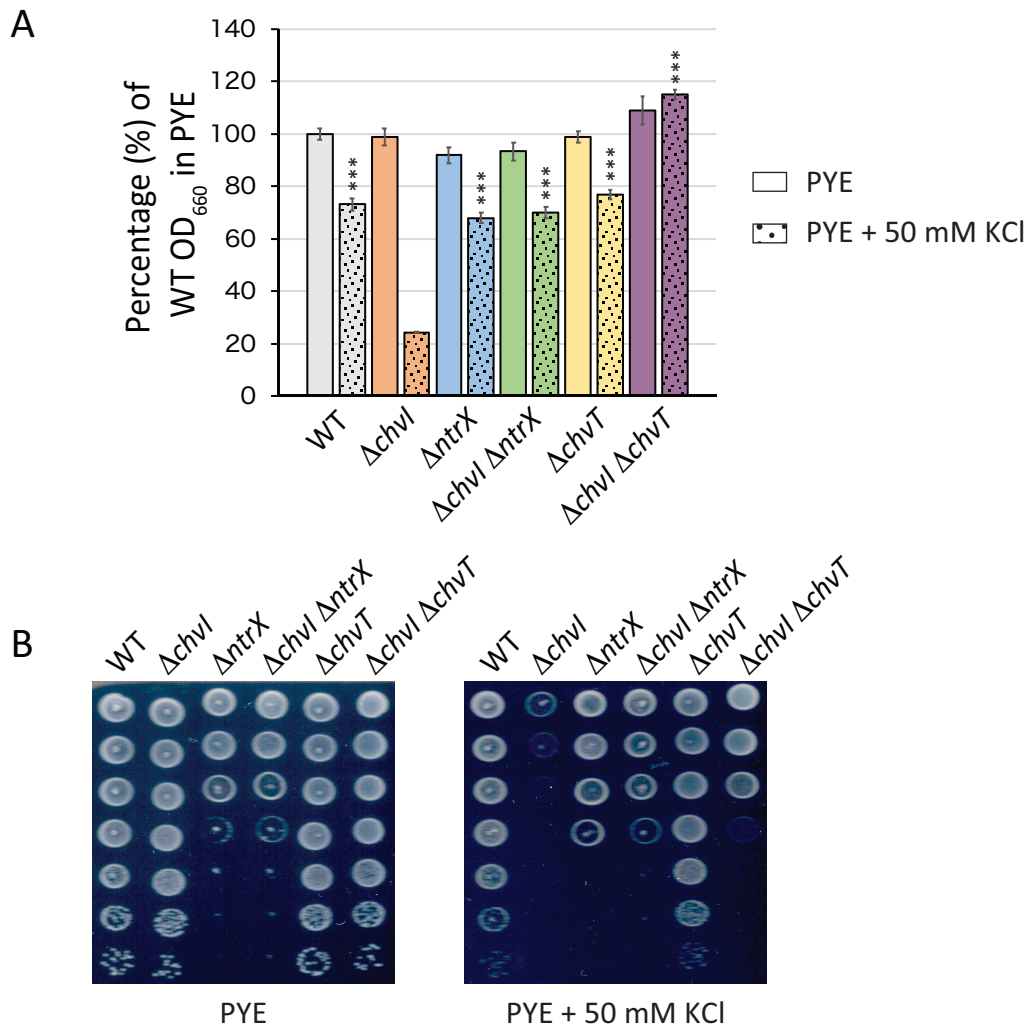 A
Percentage (%) of
WT OD660 in PYE
140
120
100
80
60
40
20
0
***
***
***
***
***
WT
ΔchvI
ΔntrX
ΔchvI ΔntrX
ΔchvT
ΔchvI ΔchvT
PYE
PYE + 50 mM KCl
B
WT
ΔchvI
ΔntrX
ΔchvI ΔntrX
ΔchvT
ΔchvI ΔchvT
WT
ΔchvI
ΔntrX
ΔchvI ΔntrX
ΔchvT
ΔchvI ΔchvT
PYE
PYE + 50 mM KCl